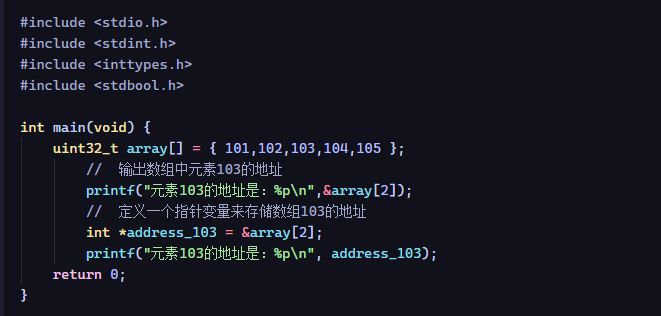 #include <stdio.h>
#include <stdint.h>
#include <inttypes.h>
#include <stdbool.h>
int main(void) {
uint32_t array[] = { 101,102,103,104,105 };
// 输出数组中元素103的地址
printf("元素103的地址是：%p\n",&array[2]);
// 定义一个指针变量来存储数组103的地址
int *address_103 = &array[2];
printf("元素103的地址是：%p\n", address_103);
return 0;
}